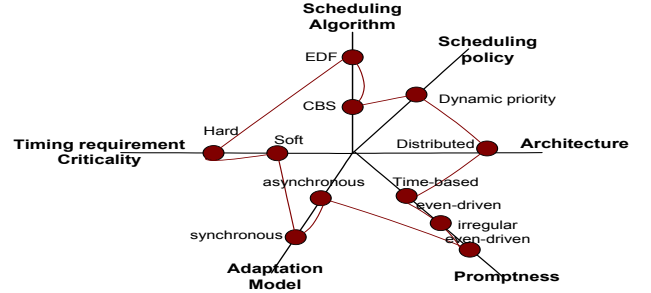 Scheduling
Algorithm
Scheduling
policy
EDF
CBS
Dynamic priority
Hard
Soft
Timing requirement
Criticality
Distributed
Architecture
asynchronous
Time-based
even-driven
irregular
even-driven
synchronous
Adaptation
Model
Promptness